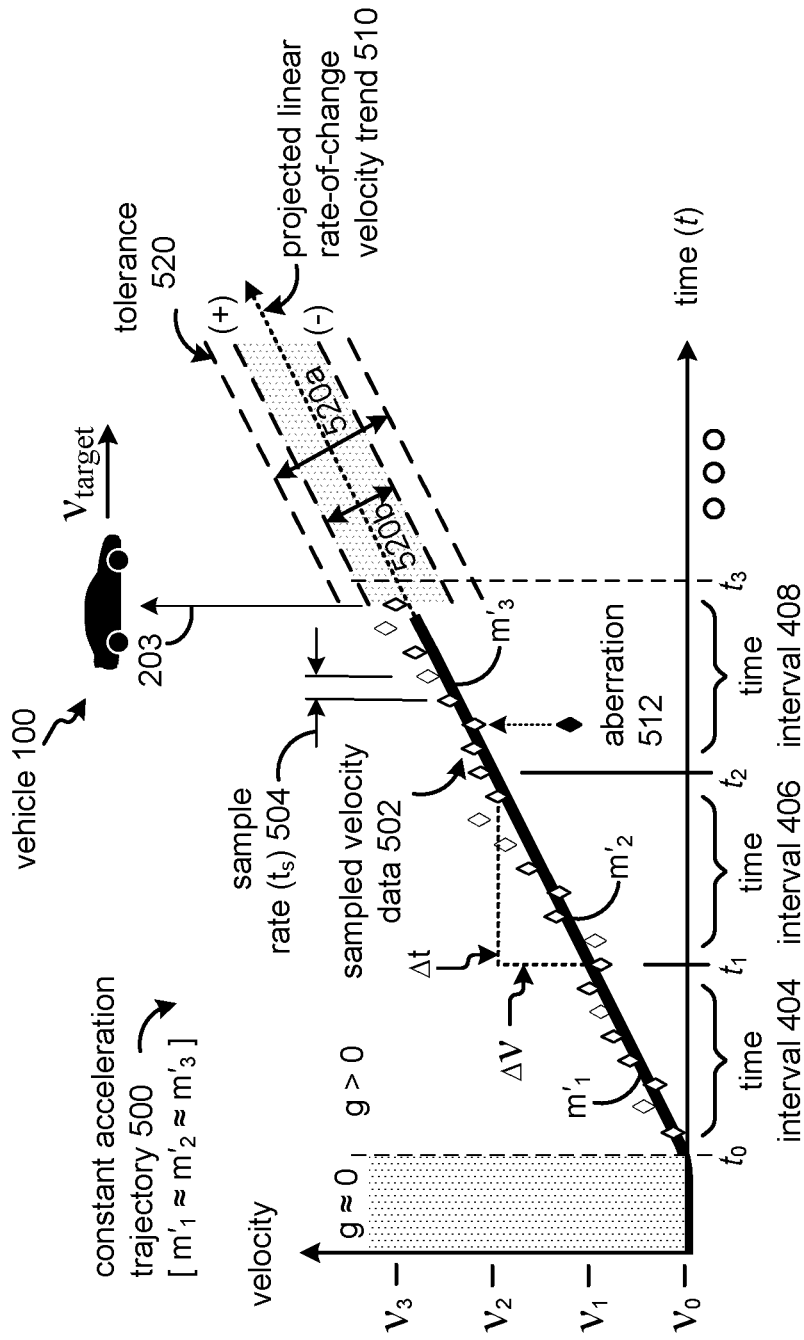 constant acceleration
trajectory 500
[ m′1 ≈ m′2 ≈ m′3 ]
vehicle 100
203
vtarget
tolerance
520
(+)
(-)
projected linear
rate-of-change
velocity trend 510
520a
520b
sample
rate (ts) 504
sampled velocity
data 502
velocity
g ≈ 0
g > 0
Δt
Δv
m′1
m′2
m′3
aberration
512
v3
v2
v1
v0
t0
t1
t2
t3
time (t)
time
interval 404
time
interval 406
time
interval 408